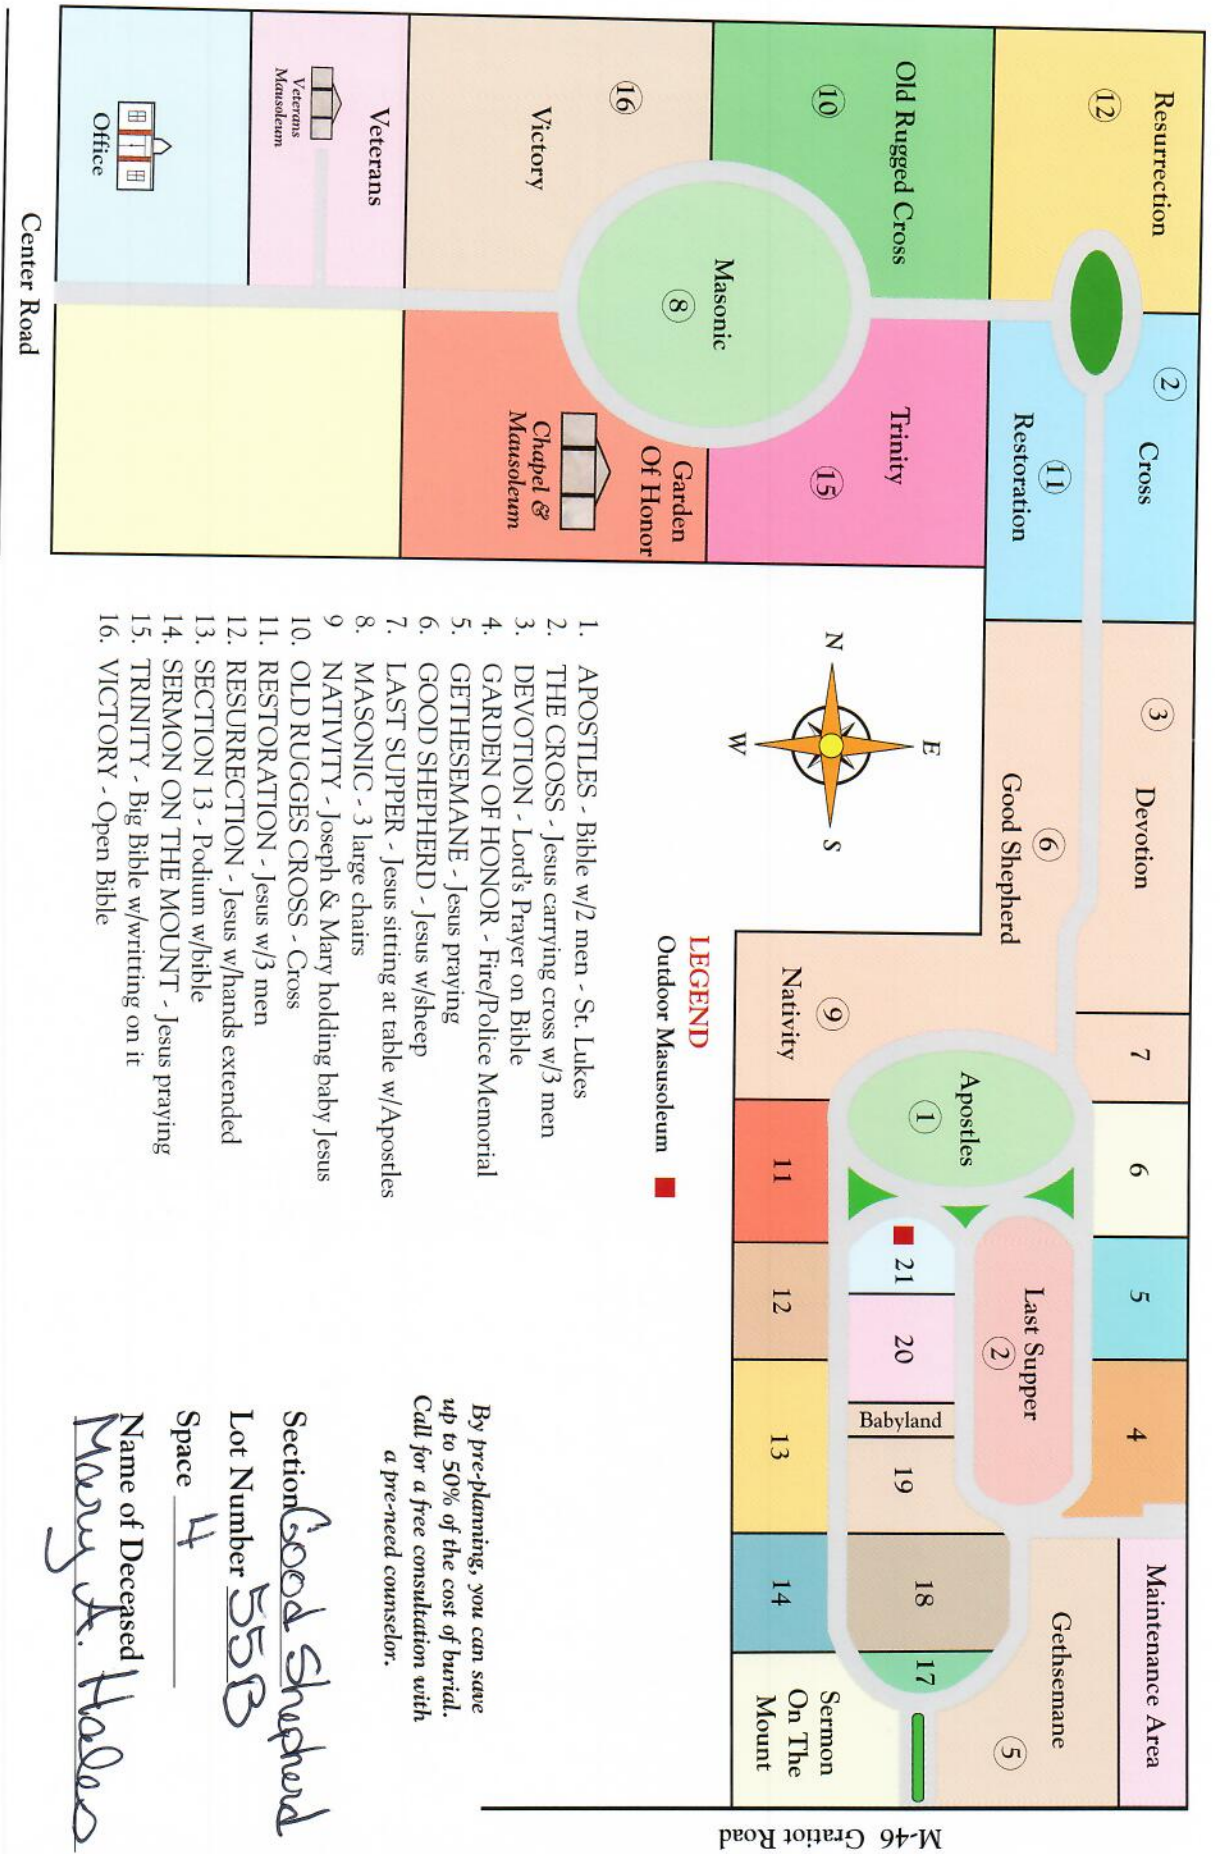 Resurrection
12
2
Cross
3
Devotion
7
6
5
4
Maintenance Area
Old Rugged Cross
10
11
Restoration
6
Good Shepherd
Apostles
1
Last Supper
2
Gethsemane
5
Trinity
15
9
Nativity
21
20
Babyland
19
18
17
11
12
13
14
Sermon
On The
Mount
M-46 Gratiot Road
16
Victory
Masonic
8
Garden
Of Honor
Chapel &
Mausoleum
Veterans
Veterans
Mausoleum
Office
Center Road
N
E
S
W
LEGEND
Outdoor Masusoleum
1. APOSTLES - Bible w/2 men - St. Lukes
2. THE CROSS - Jesus carrying cross w/3 men
3. DEVOTION - Lord's Prayer on Bible
4. GARDEN OF HONOR - Fire/Police Memorial
5. GETHESEMANE - Jesus praying
6. GOOD SHEPHERD - Jesus w/sheep
7. LAST SUPPER - Jesus sitting at table w/Apostles
8. MASONIC - 3 large chairs
9 NATIVITY - Joseph & Mary holding baby Jesus
10. OLD RUGGES CROSS - Cross
11. RESTORATION - Jesus w/3 men
12. RESURRECTION - Jesus w/hands extended
13. SECTION 13 - Podium w/bible
14. SERMON ON THE MOUNT - Jesus praying
15. TRINITY - Big Bible w/writting on it
16. VICTORY - Open Bible
By pre-planning, you can save
up to 50% of the cost of burial.
Call for a free consultation with
a pre-need counselor.
Section Good Shepherd
Lot Number 55B
Space 4
Name of Deceased
Mary A. Hales